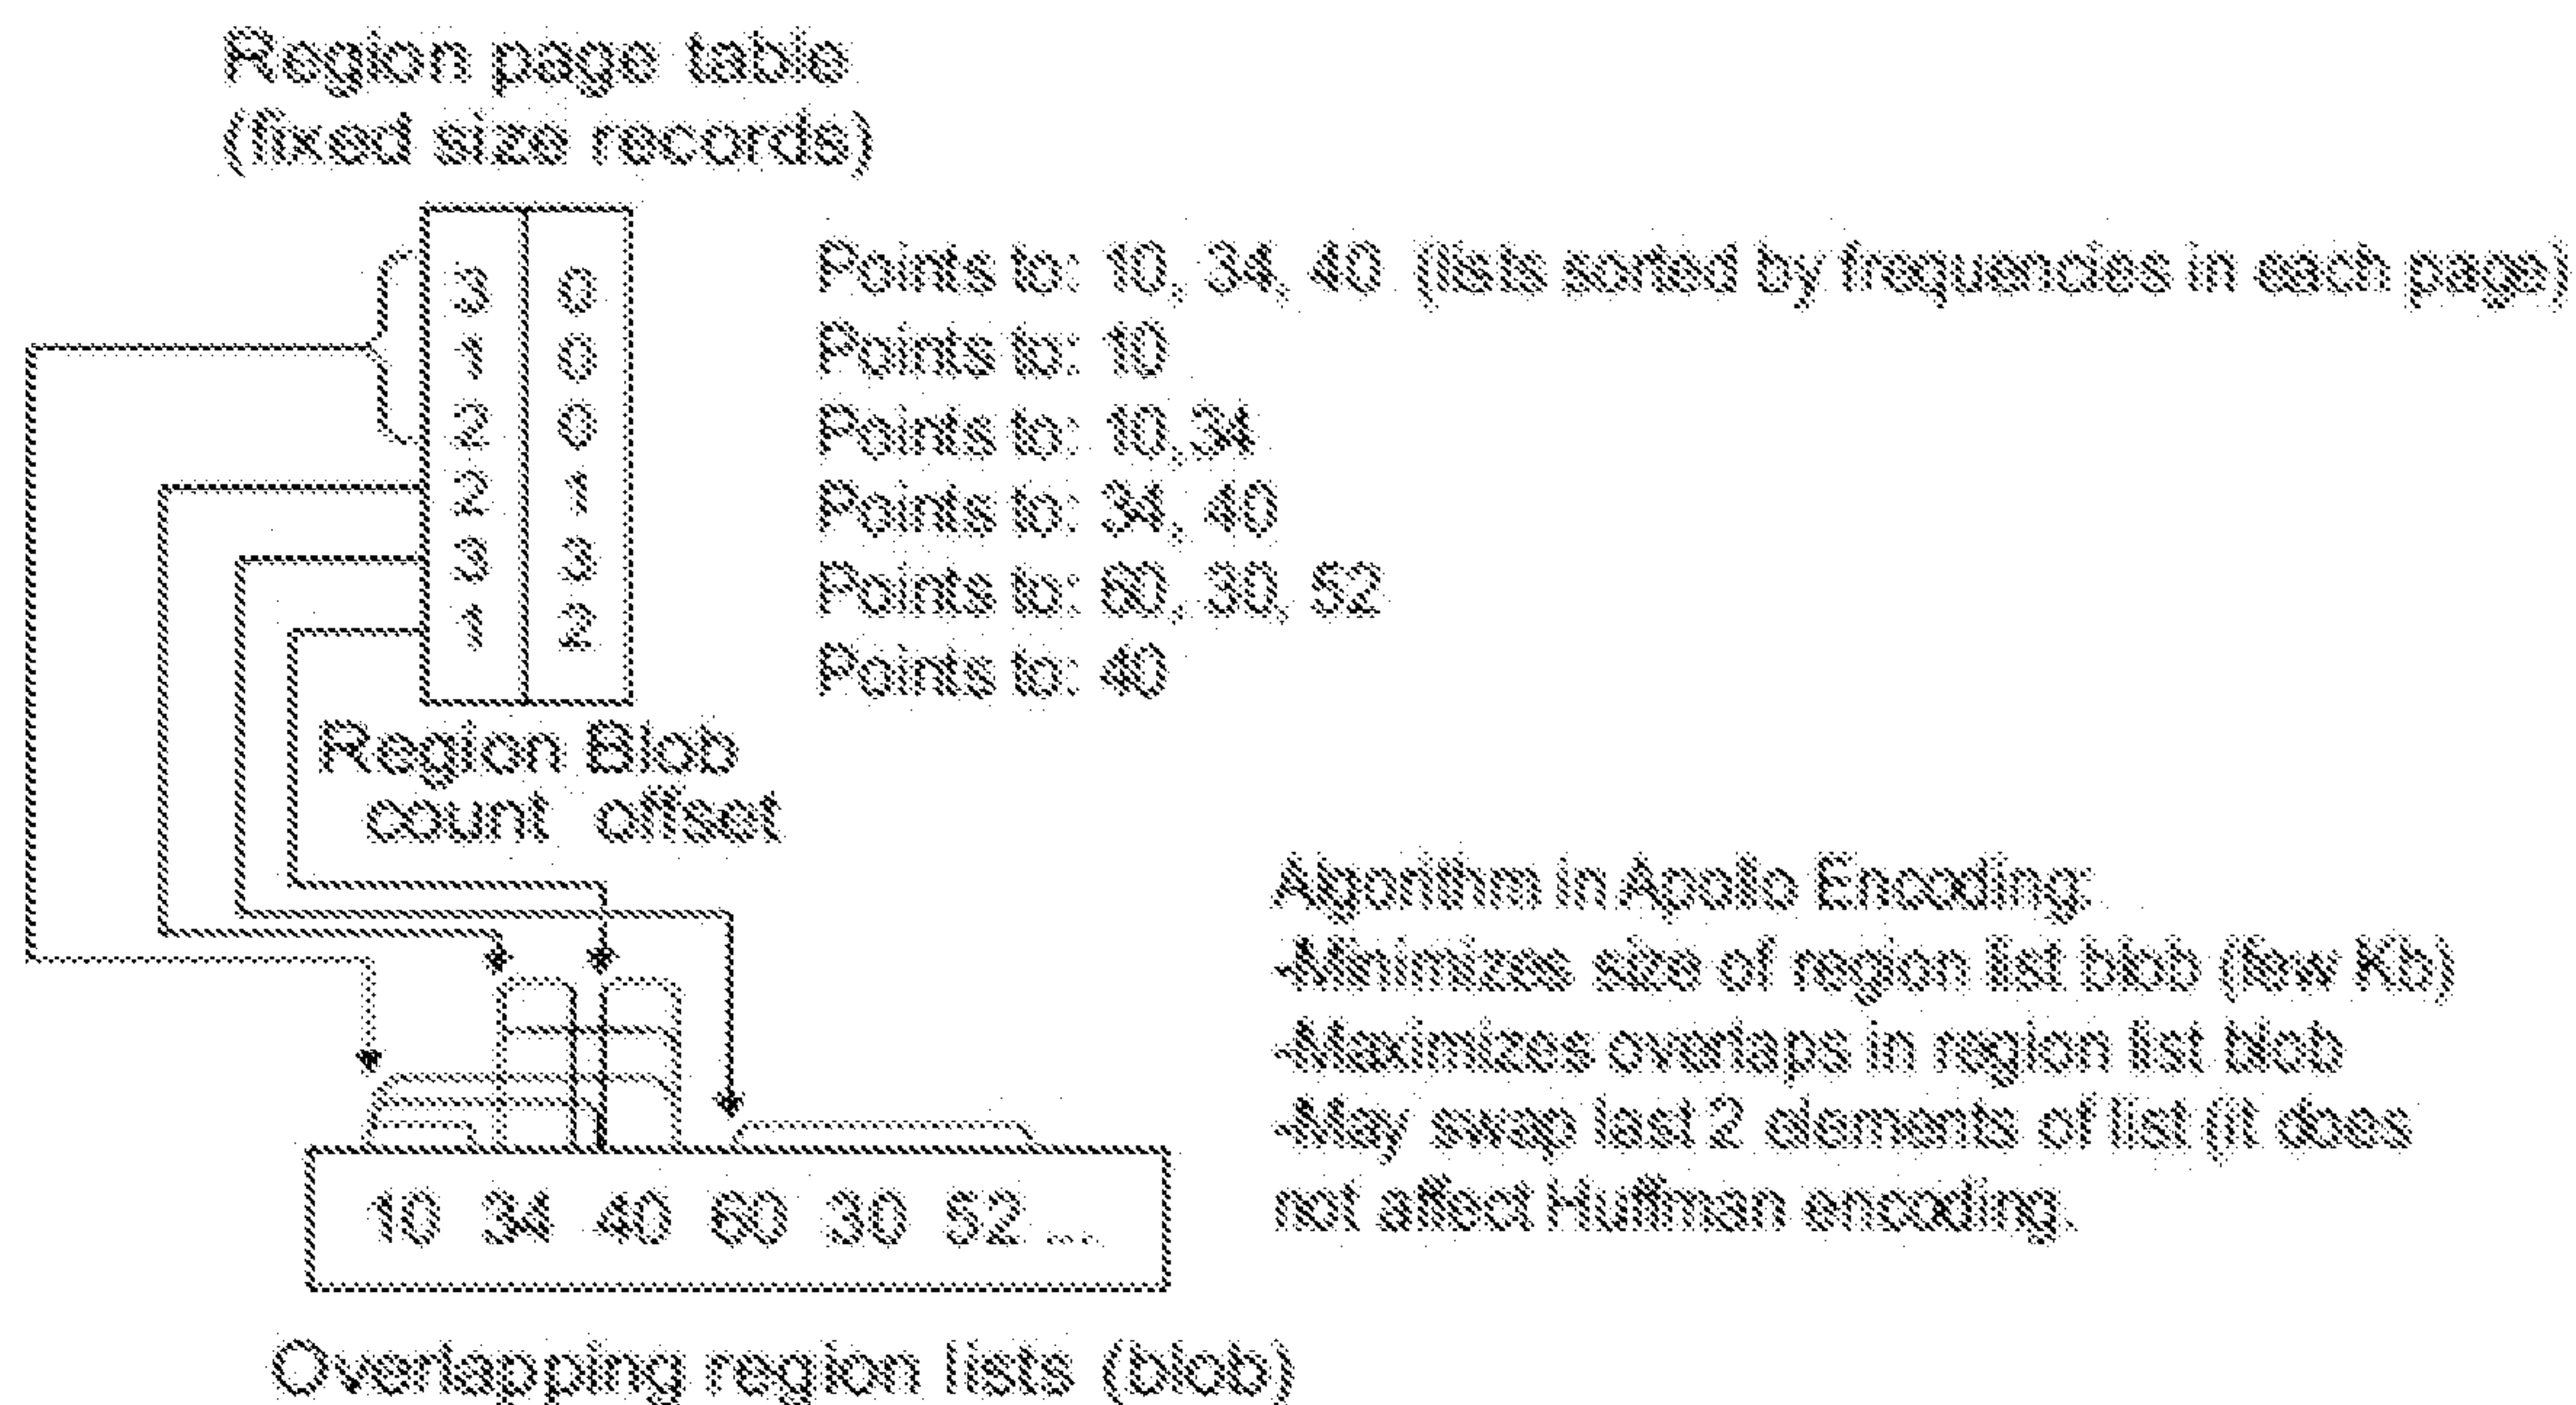 Region page table
(fixed size records)
3 0 Points to: 10, 34, 40 (lists sorted by frequencies in each page)
1 0 Points to: 10
2 0 Points to: 10,34
2 1 Points to: 34, 40
3 3 Points to: 60, 30, 52
1 2 Points to: 40
Region Blob
count offset
Algorithm in Apollo Encoding:
-Minimizes size of region list blob (few Kb)
-Maximizes overlaps in region list blob
-May swap last 2 elements of list (it does
not affect Huffman encoding.
10 34 40 60 30 52 ...
Overlapping region lists (blob)